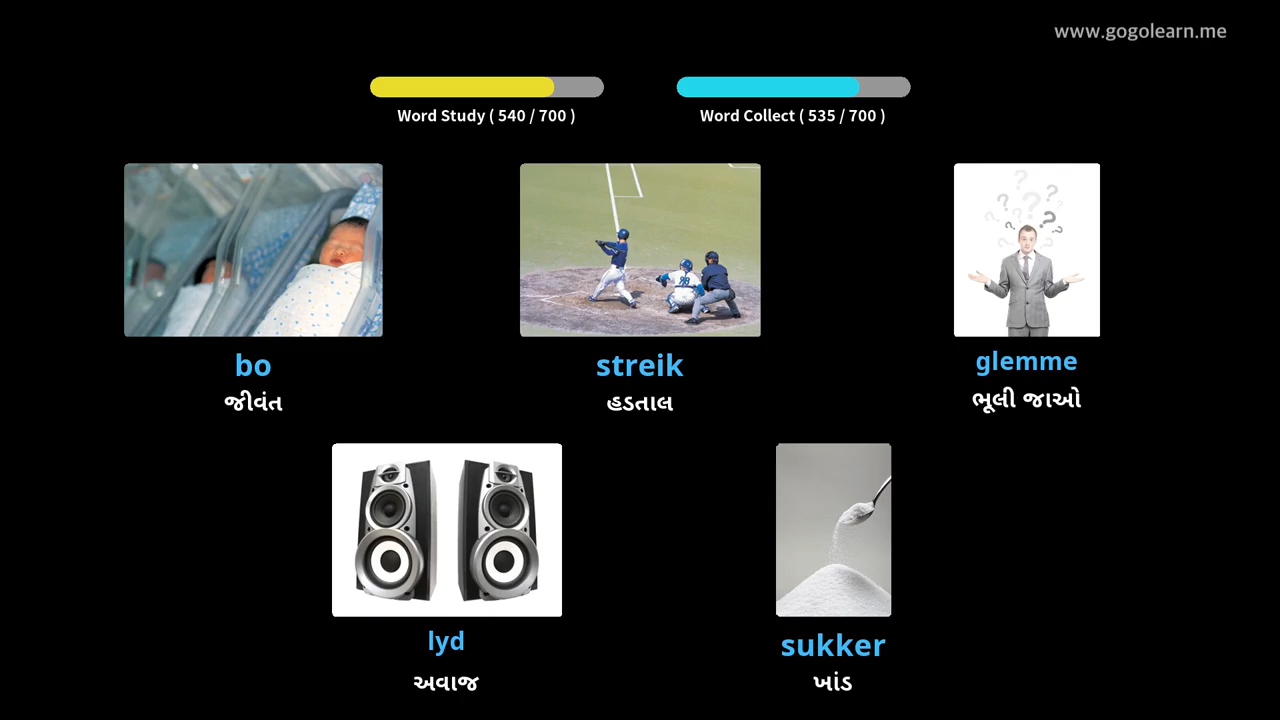 www.gogolearn.me
Word Study ( 540 / 700 )
Word Collect ( 535 / 700 )
bo
જીવંત
streik
હડતાલ
glemme
ભૂલી જાઓ
lyd
અવાજ
sukker
ખાંડ